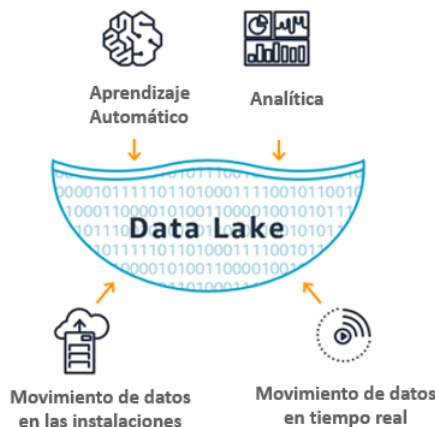 Aprendizaje
Automático
Analítica
Data Lake
Movimiento de datos
en las instalaciones
Movimiento de datos
en tiempo real